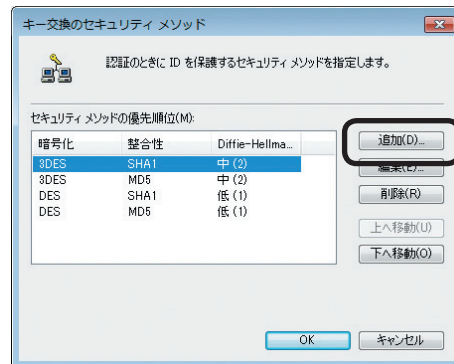 キー交換のセキュリティ メソッド
認証のときに ID を保護するセキュリティ メソッドを指定します。
セキュリティ メソッドの優先順位(M):
暗号化 整合性 Diffie-Hellma...
3DES SHA1 中 (2)
3DES MD5 中 (2)
DES SHA1 低 (1)
DES MD5 低 (1)
追加(D)...
編集(E)...
削除(R)
上へ移動(U)
下へ移動(O)
OK キャンセル